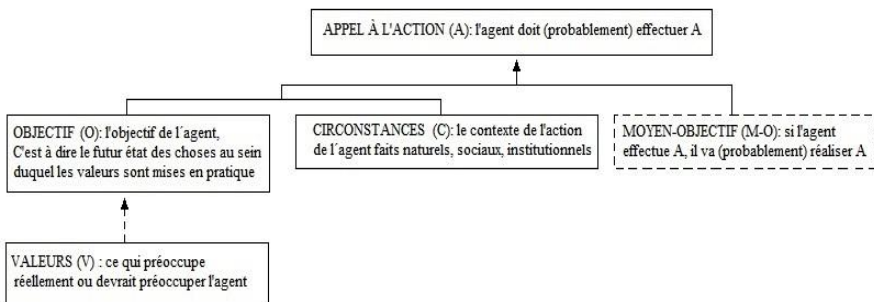 APPEL À L'ACTION (A): l'agent doit (probablement) effectuer A
OBJECTIF (O): l'objectif de l´agent,
C'est à dire le futur état des choses au sein
duquel les valeurs sont mises en pratique
CIRCONSTANCES (C): le contexte de l'action
de l´agent faits naturels, sociaux, institutionnels
MOYEN-OBJECTIF (M-O): si l'agent
effectue A, il va (probablement) réaliser A
VALEURS (V) : ce qui préoccupe
réellement ou devrait préoccuper l'agent